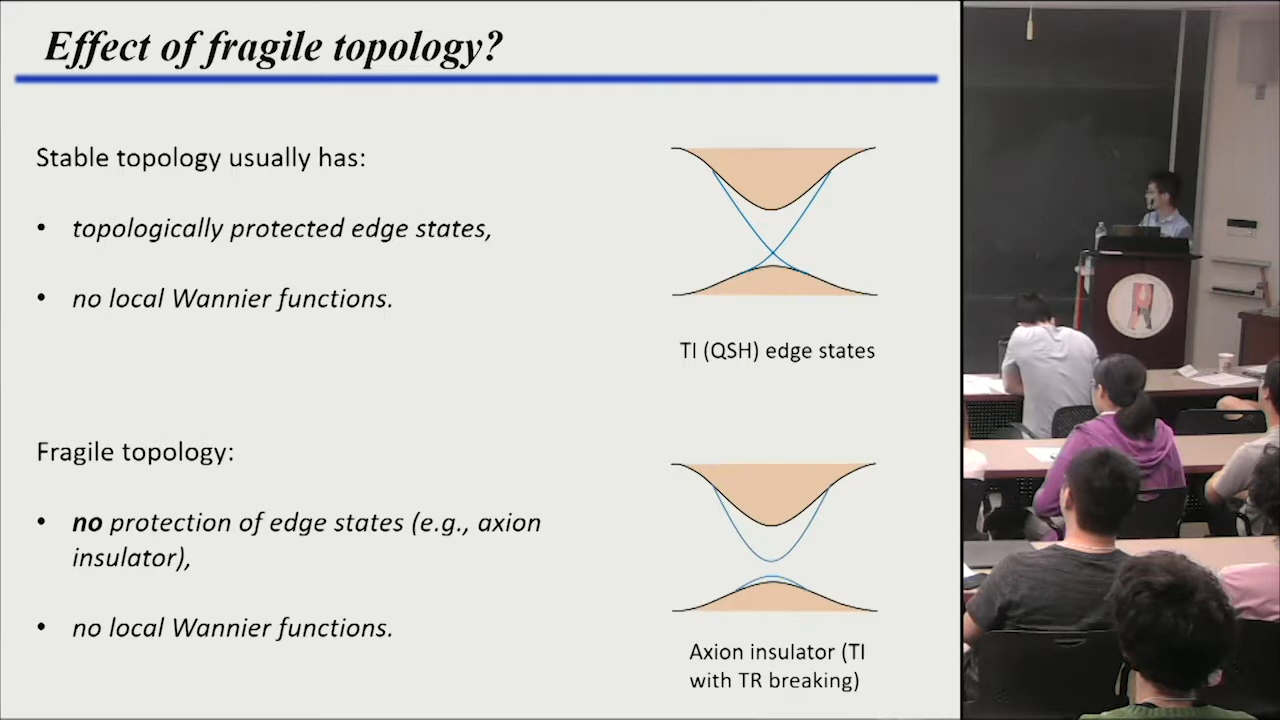 Effect of fragile topology?
Stable topology usually has:
• topologically protected edge states,
• no local Wannier functions.
TI (QSH) edge states
Fragile topology:
• no protection of edge states (e.g., axion
insulator),
• no local Wannier functions.
Axion insulator (TI
with TR breaking)